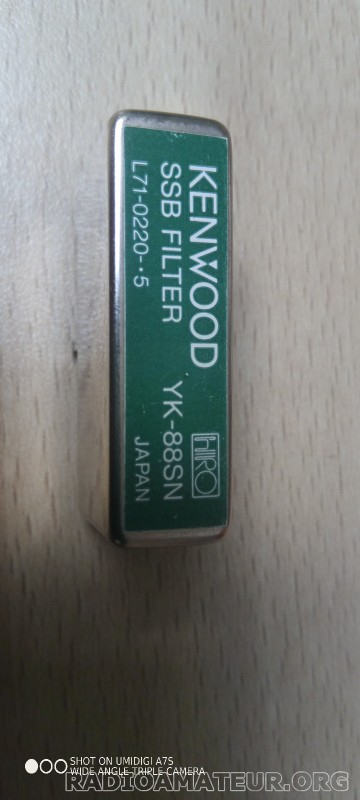 KENWOOD
SSB FILTER YK-88SN
L71-0220-.5 JAPAN
HIRO
SHOT ON UMIDIGI A7S
WIDE ANGLE TRIPLE CAMERA
RADIOAMATEUR.ORG